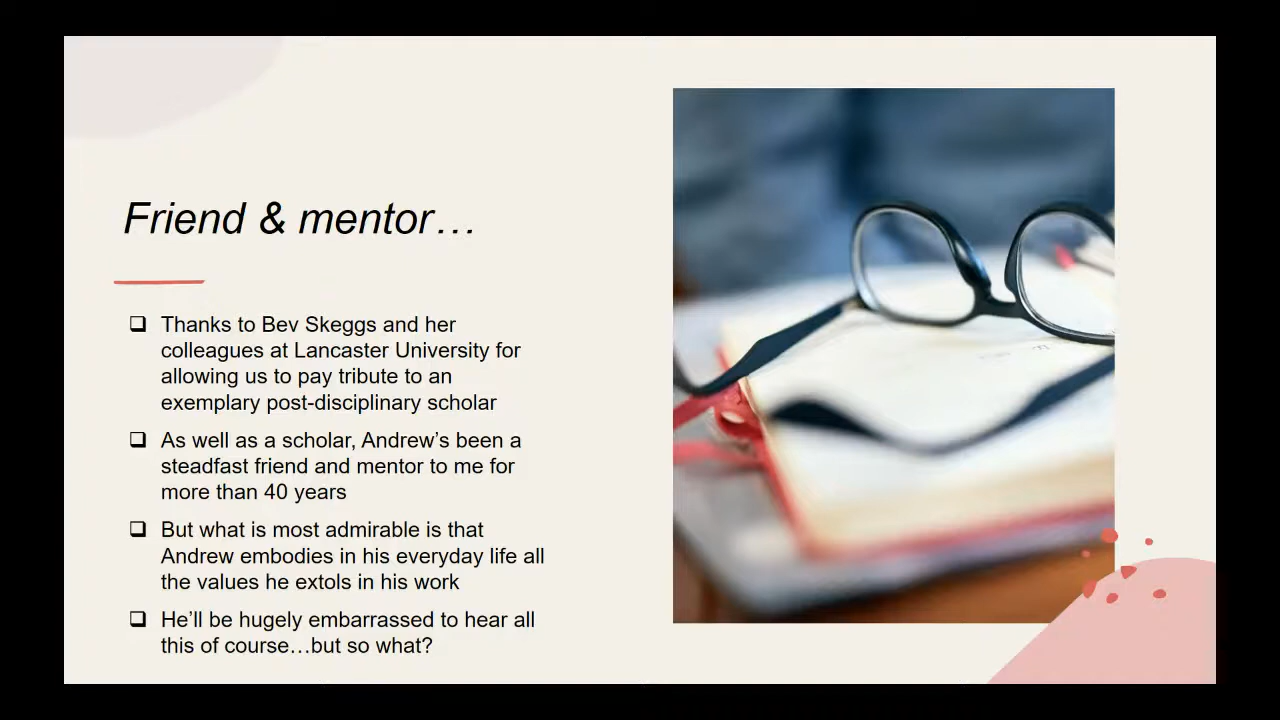 Friend & mentor…
Thanks to Bev Skeggs and her
colleagues at Lancaster University for
allowing us to pay tribute to an
exemplary post-disciplinary scholar
As well as a scholar, Andrew’s been a
steadfast friend and mentor to me for
more than 40 years
But what is most admirable is that
Andrew embodies in his everyday life all
the values he extols in his work
He’ll be hugely embarrassed to hear all
this of course…but so what?